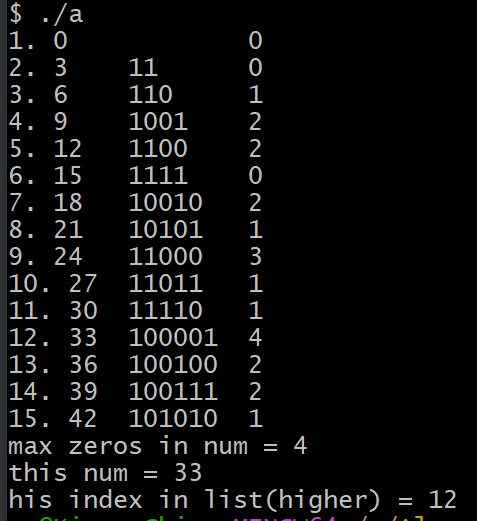 $ ./a
1. 0 0
2. 3 11 0
3. 6 110 1
4. 9 1001 2
5. 12 1100 2
6. 15 1111 0
7. 18 10010 2
8. 21 10101 1
9. 24 11000 3
10. 27 11011 1
11. 30 11110 1
12. 33 100001 4
13. 36 100100 2
14. 39 100111 2
15. 42 101010 1
max zeros in num = 4
this num = 33
his index in list(higher) = 12